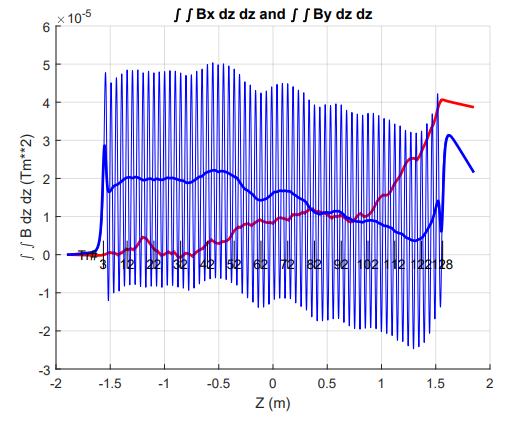 ∫ ∫ Bx dz dz and ∫ ∫ By dz dz
×10⁻⁵
6
5
4
3
2
1
0
-1
-2
-3
∫ ∫ B dz dz (Tm**2)
3 12 22 32 42 52 62 72 82 92 102 112 122 128
-2 -1.5 -1 -0.5 0 0.5 1 1.5 2
Z (m)